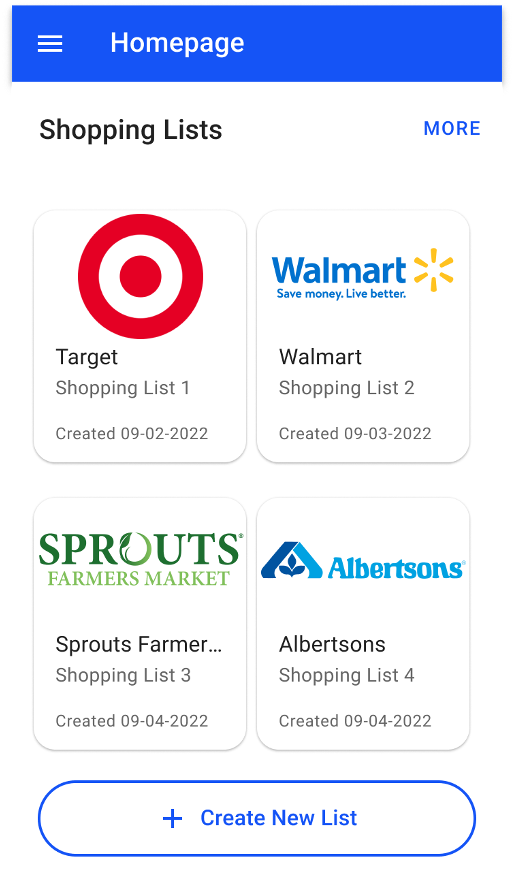 Homepage
Shopping Lists
MORE
Walmart
Save money. Live better.
Target
Shopping List 1
Created 09-02-2022
Walmart
Shopping List 2
Created 09-03-2022
SPROUTS®
FARMERS MARKET
Albertsons®
Sprouts Farmer...
Shopping List 3
Created 09-04-2022
Albertsons
Shopping List 4
Created 09-04-2022
+ Create New List